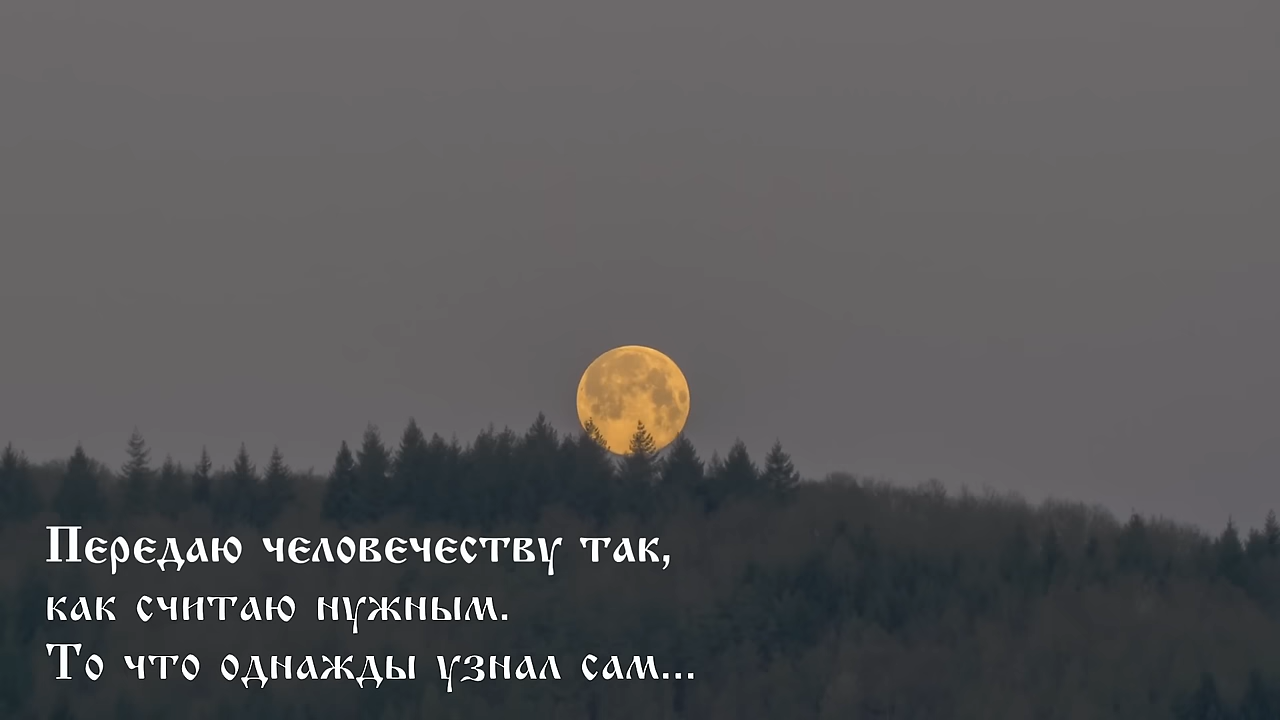 Передаю человечеству так,
как считаю нужным.
То что однажды узнал сам...